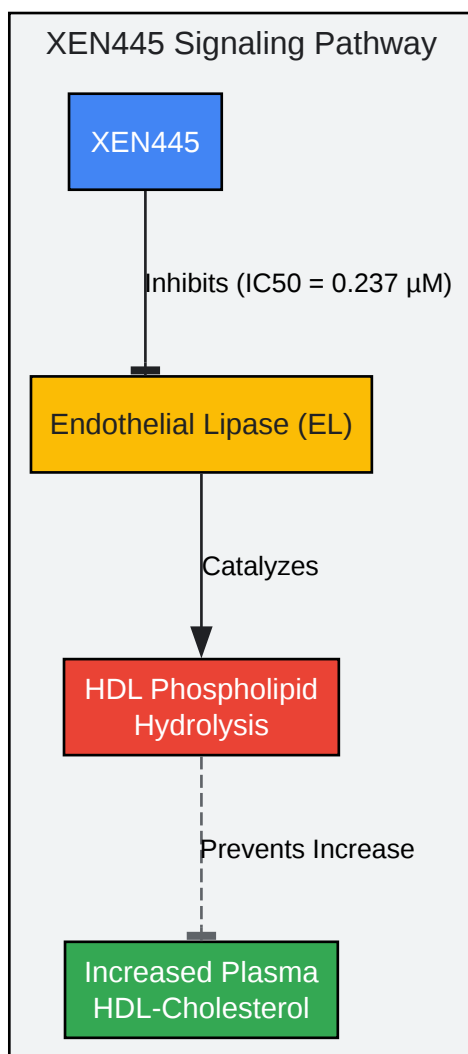 XEN445 Signaling Pathway
XEN445
Inhibits (IC50 = 0.237 µM)
Endothelial Lipase (EL)
Catalyzes
HDL Phospholipid
Hydrolysis
Prevents Increase
Increased Plasma
HDL-Cholesterol